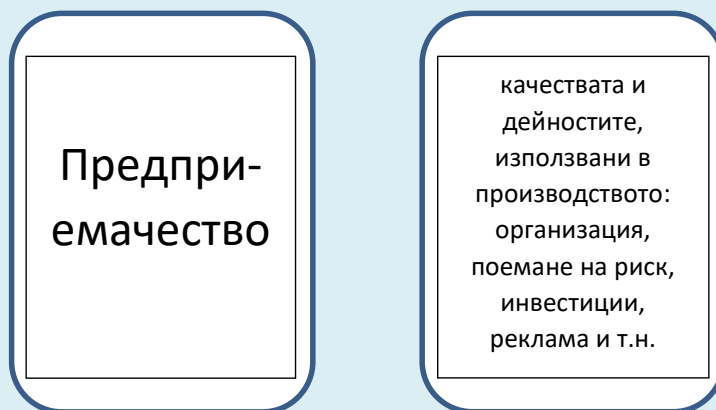 Предпри-
емачество
качествата и
дейностите,
използвани в
производството:
организация,
поемане на риск,
инвестиции,
реклама и т.н.